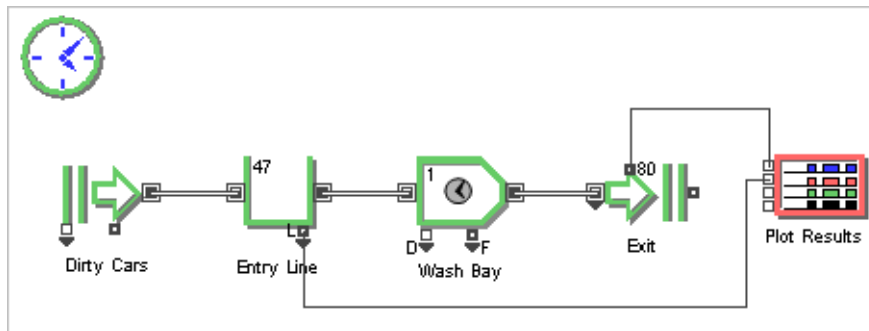 47
1
80
L
D
F
Dirty Cars
Entry Line
Wash Bay
Exit
Plot Results